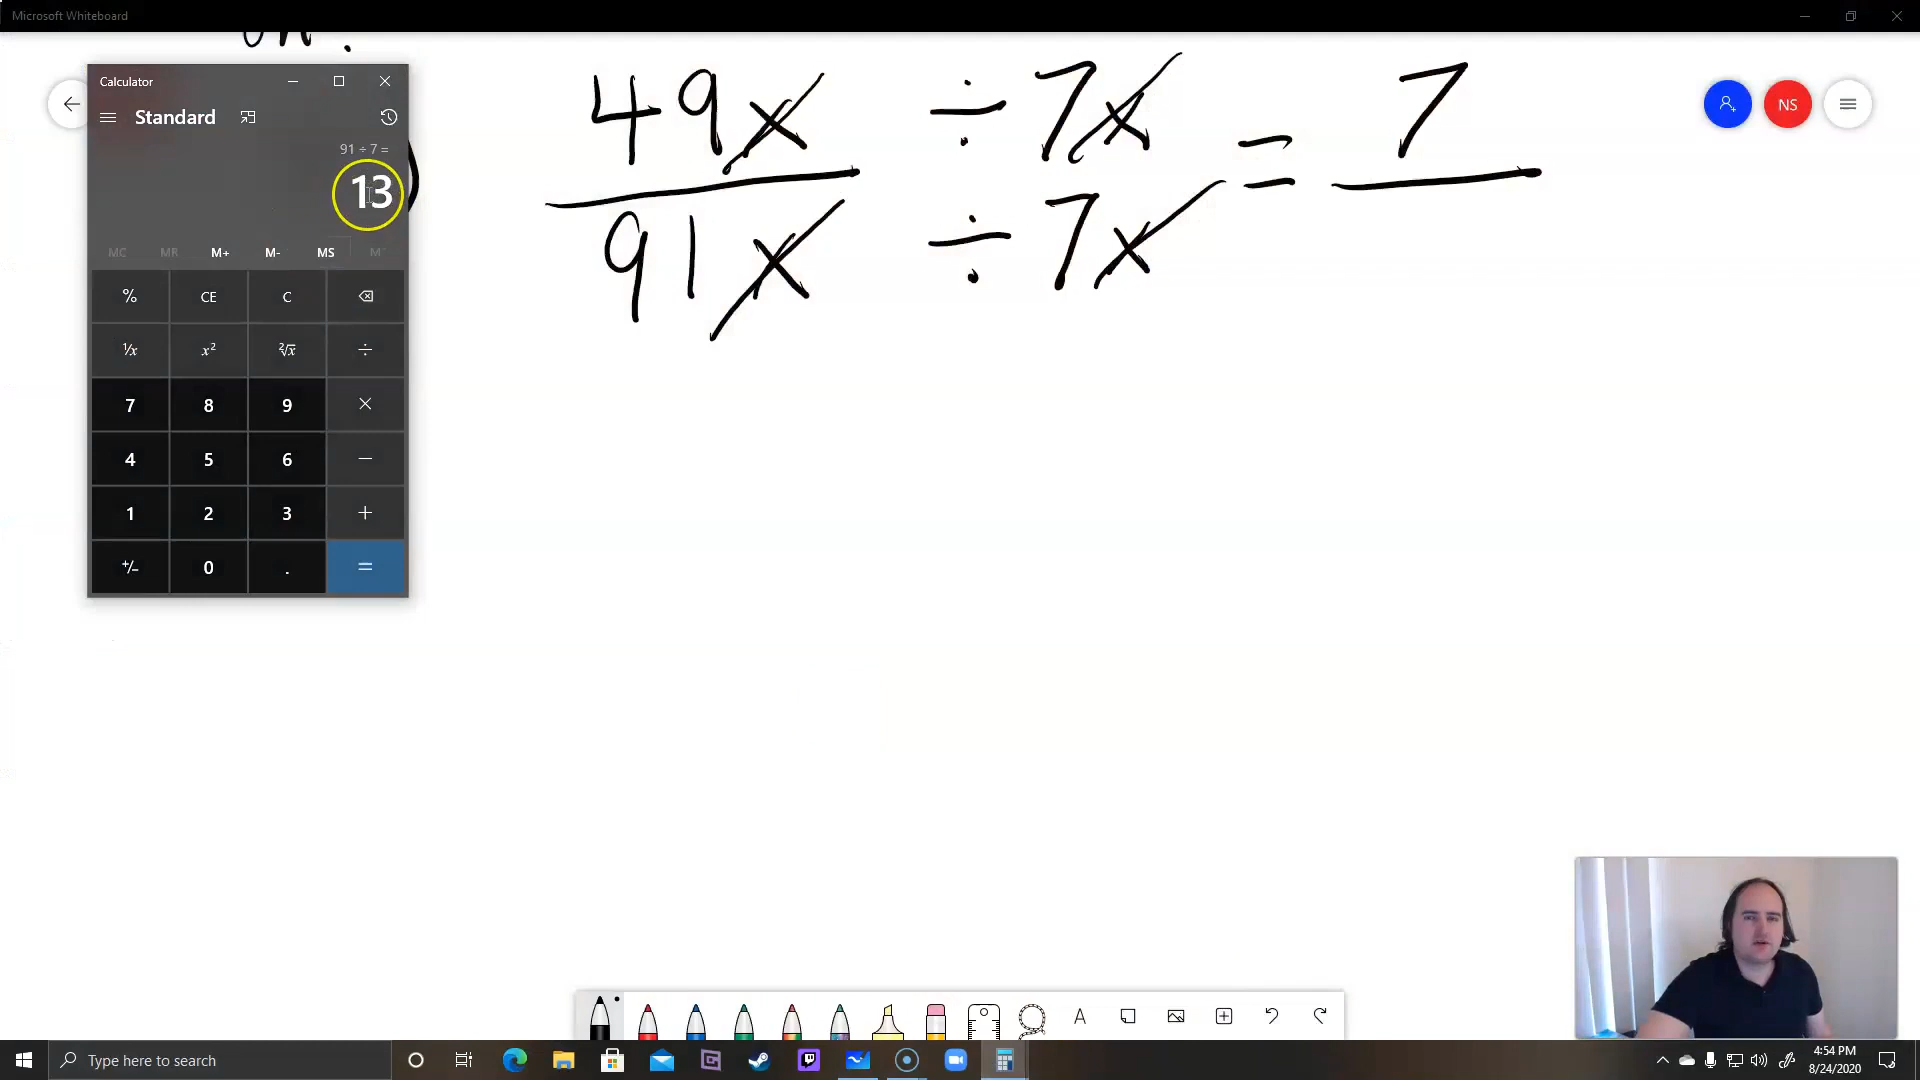 Microsoft Whiteboard
on.
Calculator
Standard
91 ÷ 7 =
13
MC MR M+ M- MS
% CE C
1/x x² ²√x ÷
7 8 9 ×
4 5 6 −
1 2 3 +
+/− 0 . =
49x ÷ 7x = 7
91x ÷ 7x
NS
A
Type here to search
4:54 PM
8/24/2020